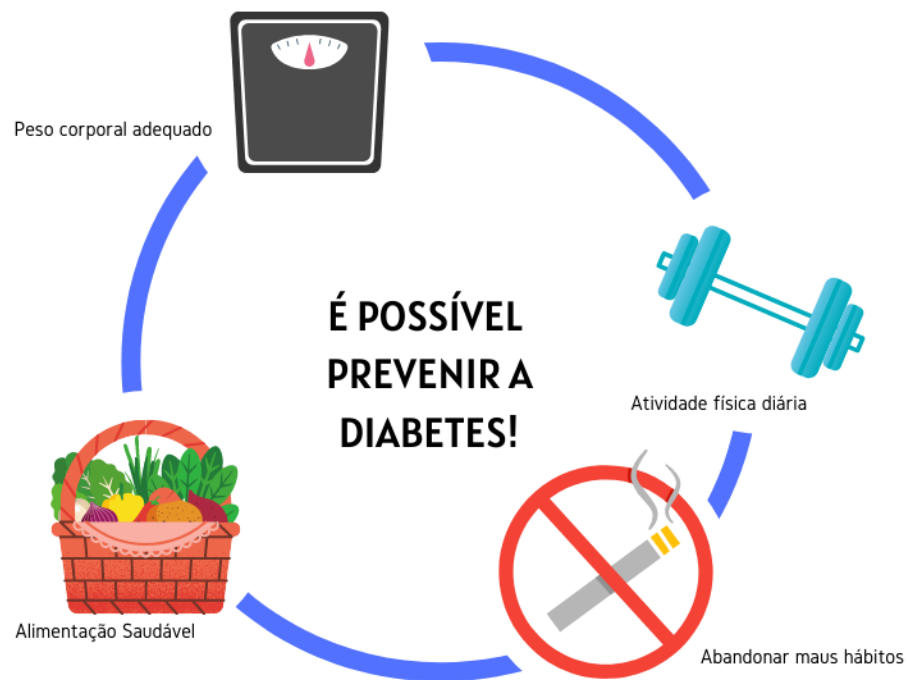 Peso corporal adequado
É POSSÍVEL
PREVENIR A
DIABETES!
Atividade física diária
Alimentação Saudável
Abandonar maus hábitos